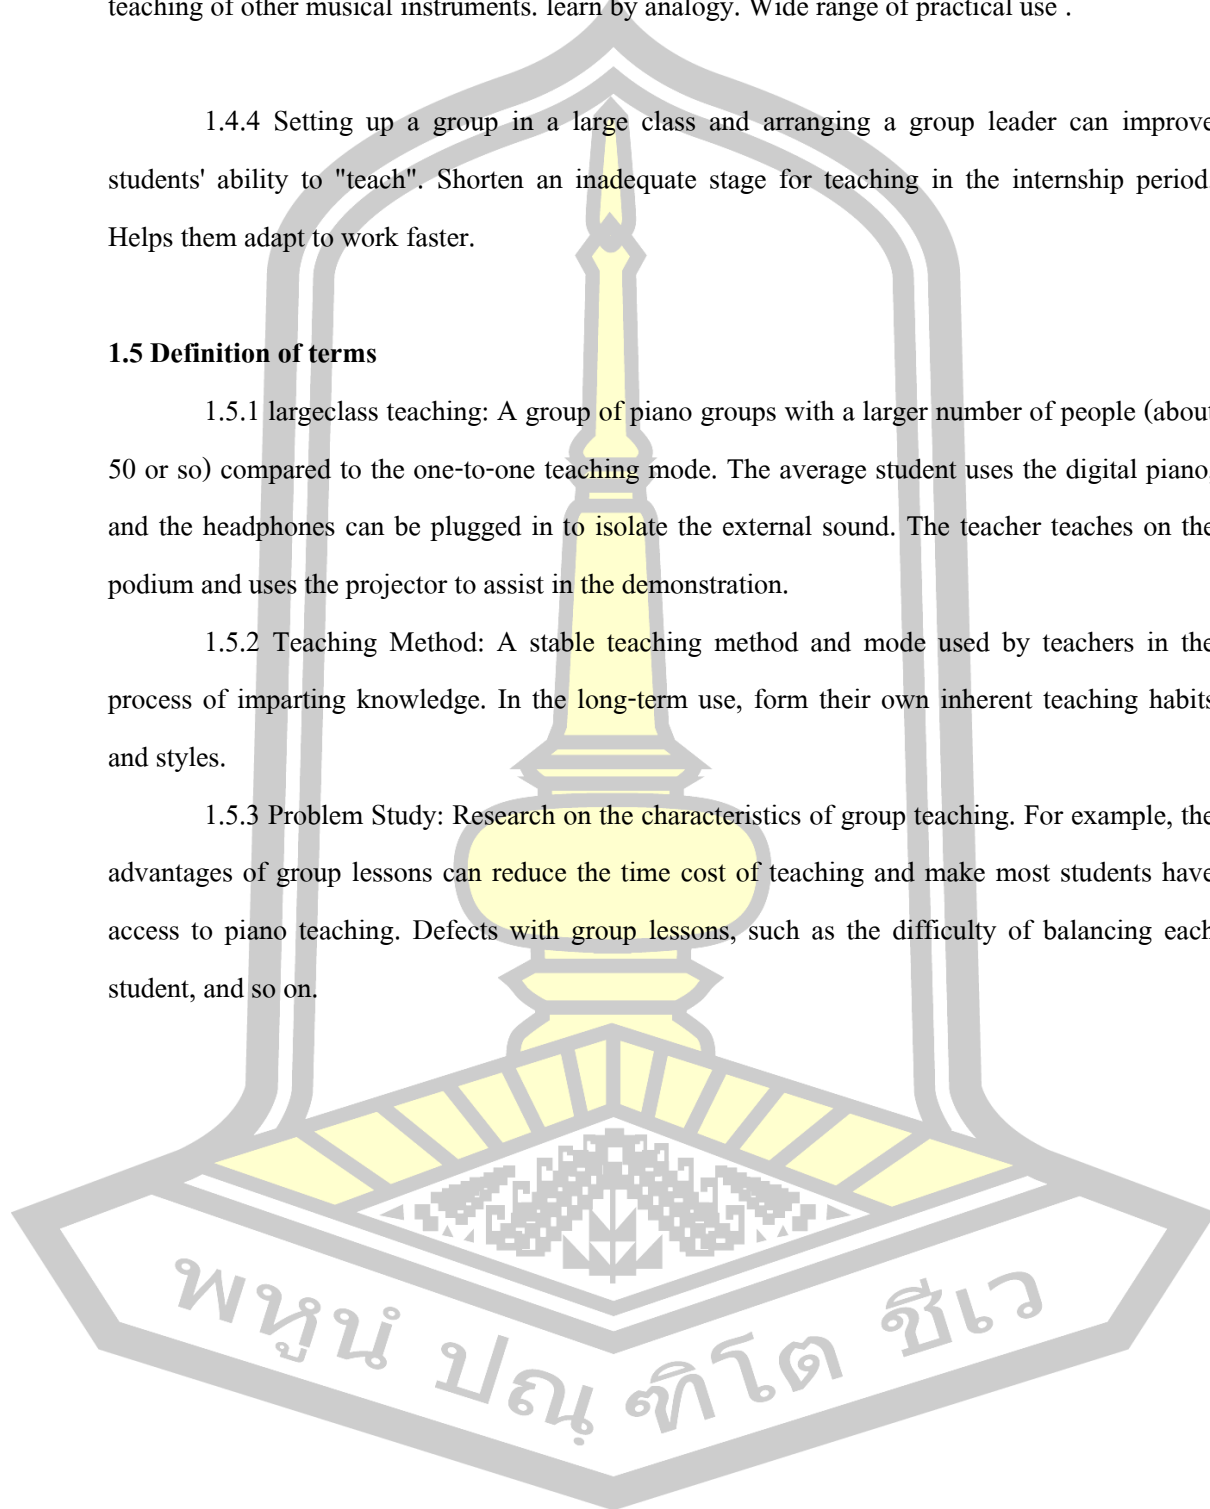 teaching of other musical instruments. learn by analogy. Wide range of practical use .
1.4.4 Setting up a group in a large class and arranging a group leader can improve
students' ability to "teach". Shorten an inadequate stage for teaching in the internship period.
Helps them adapt to work faster.
1.5 Definition of terms
1.5.1 largeclass teaching: A group of piano groups with a larger number of people (about
50 or so) compared to the one-to-one teaching mode. The average student uses the digital piano,
and the headphones can be plugged in to isolate the external sound. The teacher teaches on the
podium and uses the projector to assist in the demonstration.
1.5.2 Teaching Method: A stable teaching method and mode used by teachers in the
process of imparting knowledge. In the long-term use, form their own inherent teaching habits
and styles.
1.5.3 Problem Study: Research on the characteristics of group teaching. For example, the
advantages of group lessons can reduce the time cost of teaching and make most students have
access to piano teaching. Defects with group lessons, such as the difficulty of balancing each
student, and so on.
พหูนํ ปณฺฑิโต ชีเว